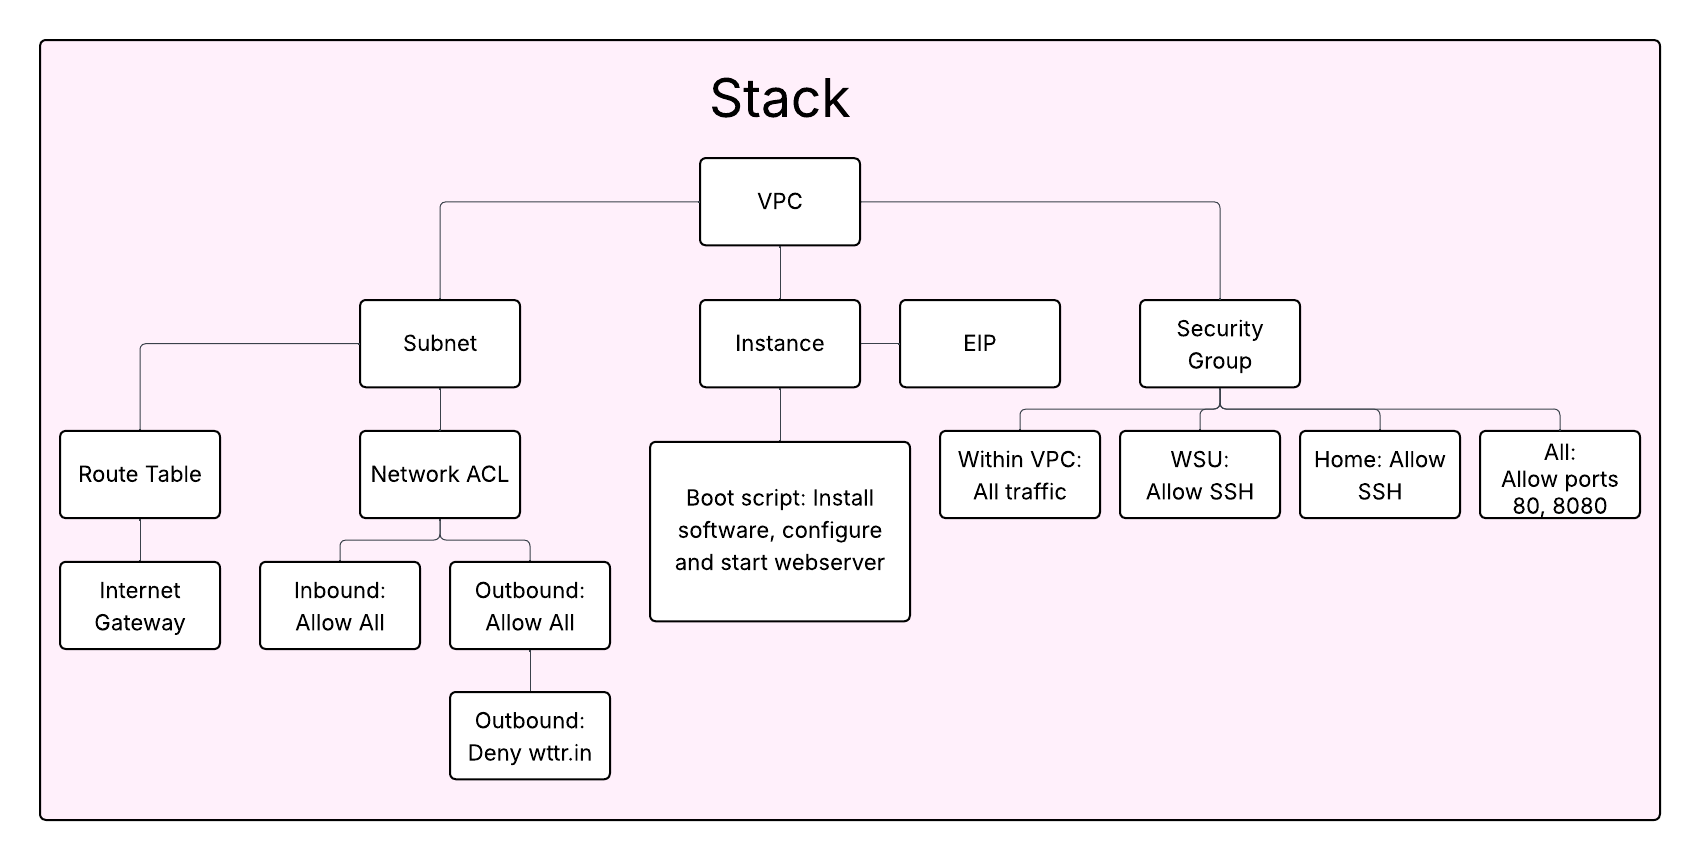 Stack
VPC
Subnet
Instance
EIP
Security
Group
Route Table
Network ACL
Boot script: Install
software, configure
and start webserver
Within VPC:
All traffic
WSU:
Allow SSH
Home: Allow
SSH
All:
Allow ports
80, 8080
Internet
Gateway
Inbound:
Allow All
Outbound:
Allow All
Outbound:
Deny wttr.in